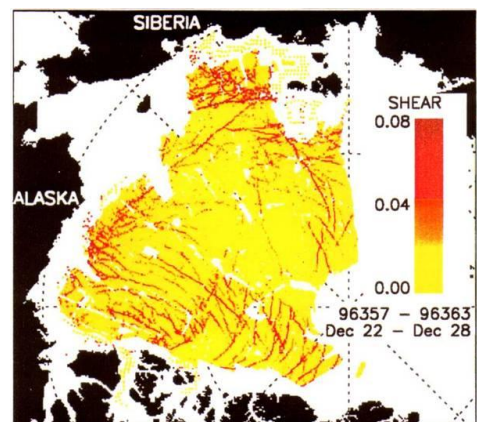 SIBERIA
SHEAR
0.08
ALASKA
0.04
0.00
96357 - 96363
Dec 22 - Dec 28